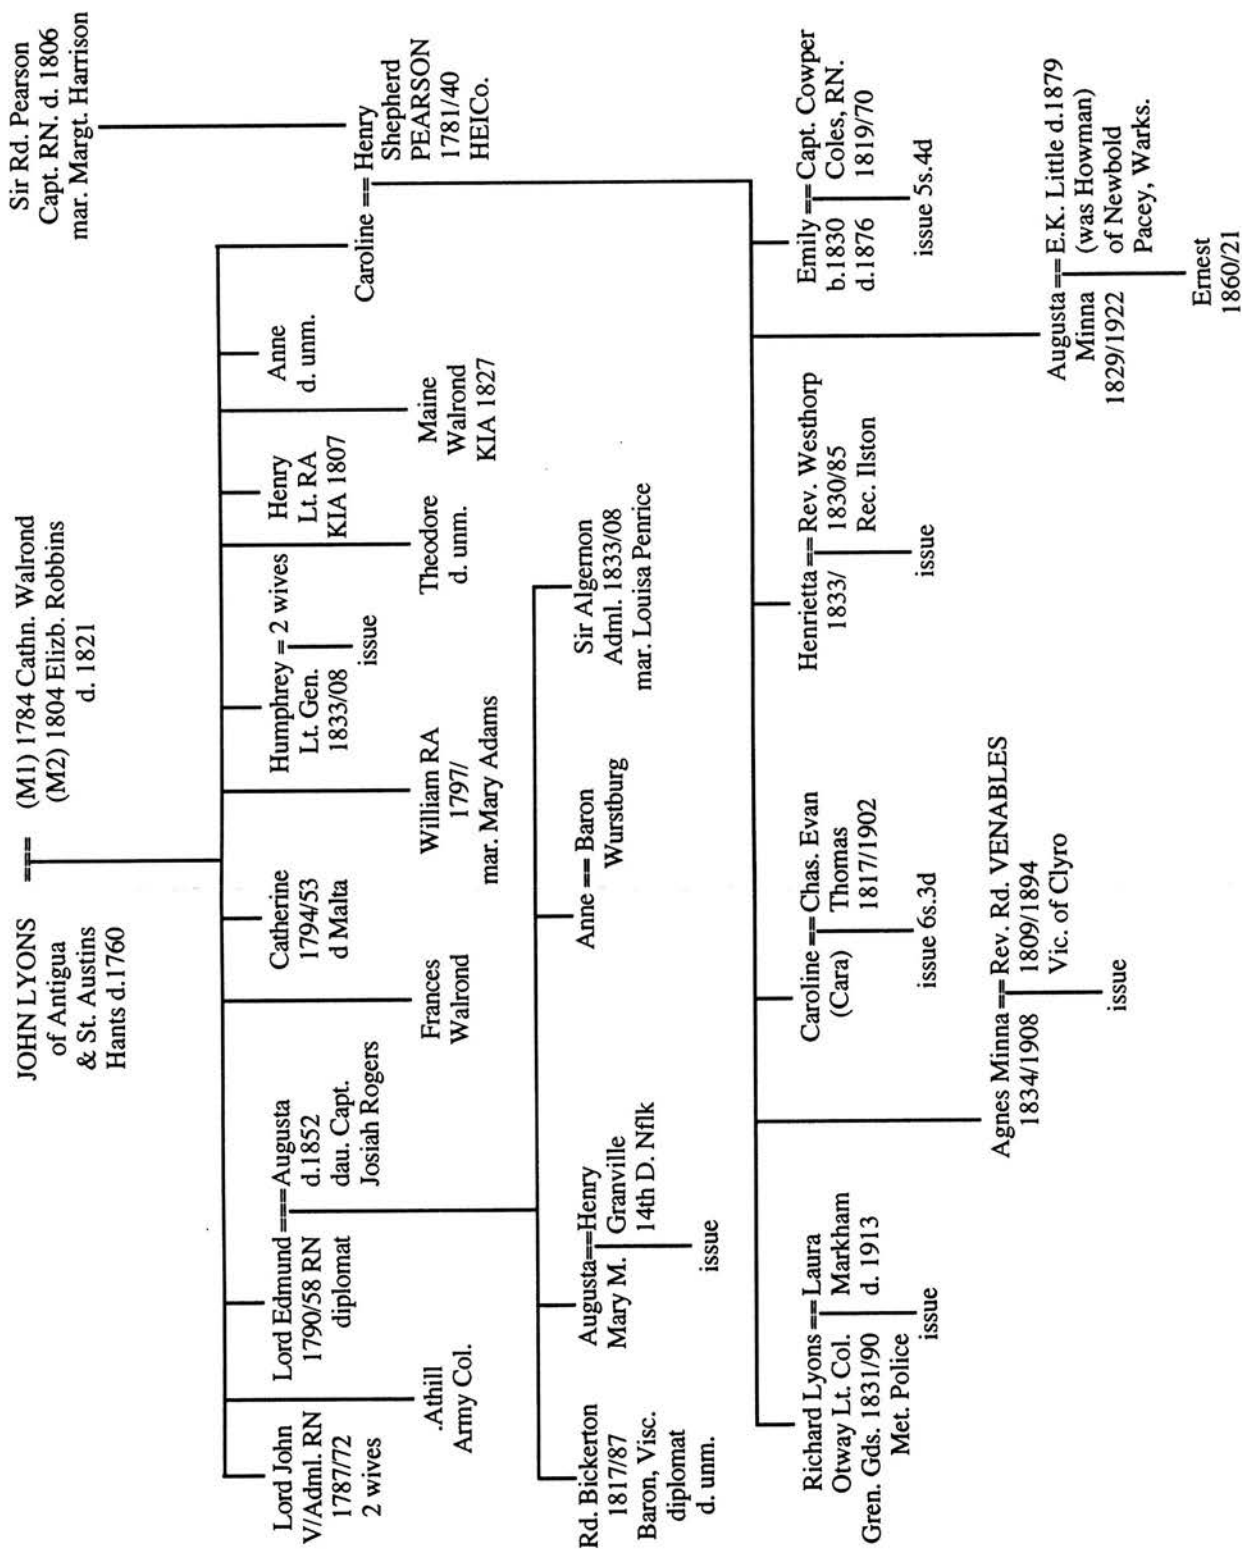 JOHN LYONS
of Antigua
& St. Austins
Hants d.1760
===
(M1) 1784 Cathn. Walrond
(M2) 1804 Elizb. Robbins
d. 1821
Sir Rd. Pearson
Capt. RN. d. 1806
mar. Margt. Harrison
Lord John
V/Adml. RN
1787/72
2 wives
.Athill
Army Col.
Lord Edmund
1790/58 RN
diplomat
===
Augusta
d.1852
dau. Capt.
Josiah Rogers
Frances
Walrond
Catherine
1794/53
d Malta
William RA
1797/
mar. Mary Adams
Humphrey = 2 wives
Lt. Gen.
1833/08
issue
Theodore
d. unm.
Henry
Lt. RA
KIA 1807
Maine
Walrond
KIA 1827
Anne
d. unm.
Caroline == Henry
Shepherd
PEARSON
1781/40
HEICo.
Rd. Bickerton
1817/87
Baron, Visc.
diplomat
d. unm.
Augusta==Henry
Mary M. Granville
14th D. Nflk
issue
Anne == Baron
Wurstburg
Sir Algernon
Adml. 1833/08
mar. Louisa Penrice
Richard Lyons == Laura
Otway Lt. Col. Markham
Gren. Gds. 1831/90 d. 1913
Met. Police
issue
Agnes Minna == Rev. Rd. VENABLES
1834/1908 1809/1894
Vic. of Clyro
issue
Caroline == Chas. Evan
(Cara) Thomas
1817/1902
issue 6s.3d
Henrietta == Rev. Westhorp
1833/ 1830/85
Rec. Ilston
issue
Augusta == E.K. Little d.1879
Minna (was Howman)
1829/1922 of Newbold
Pacey, Warks.
Ernest
1860/21
Emily == Capt. Cowper
b.1830 Coles, RN.
d.1876 1819/70
issue 5s.4d